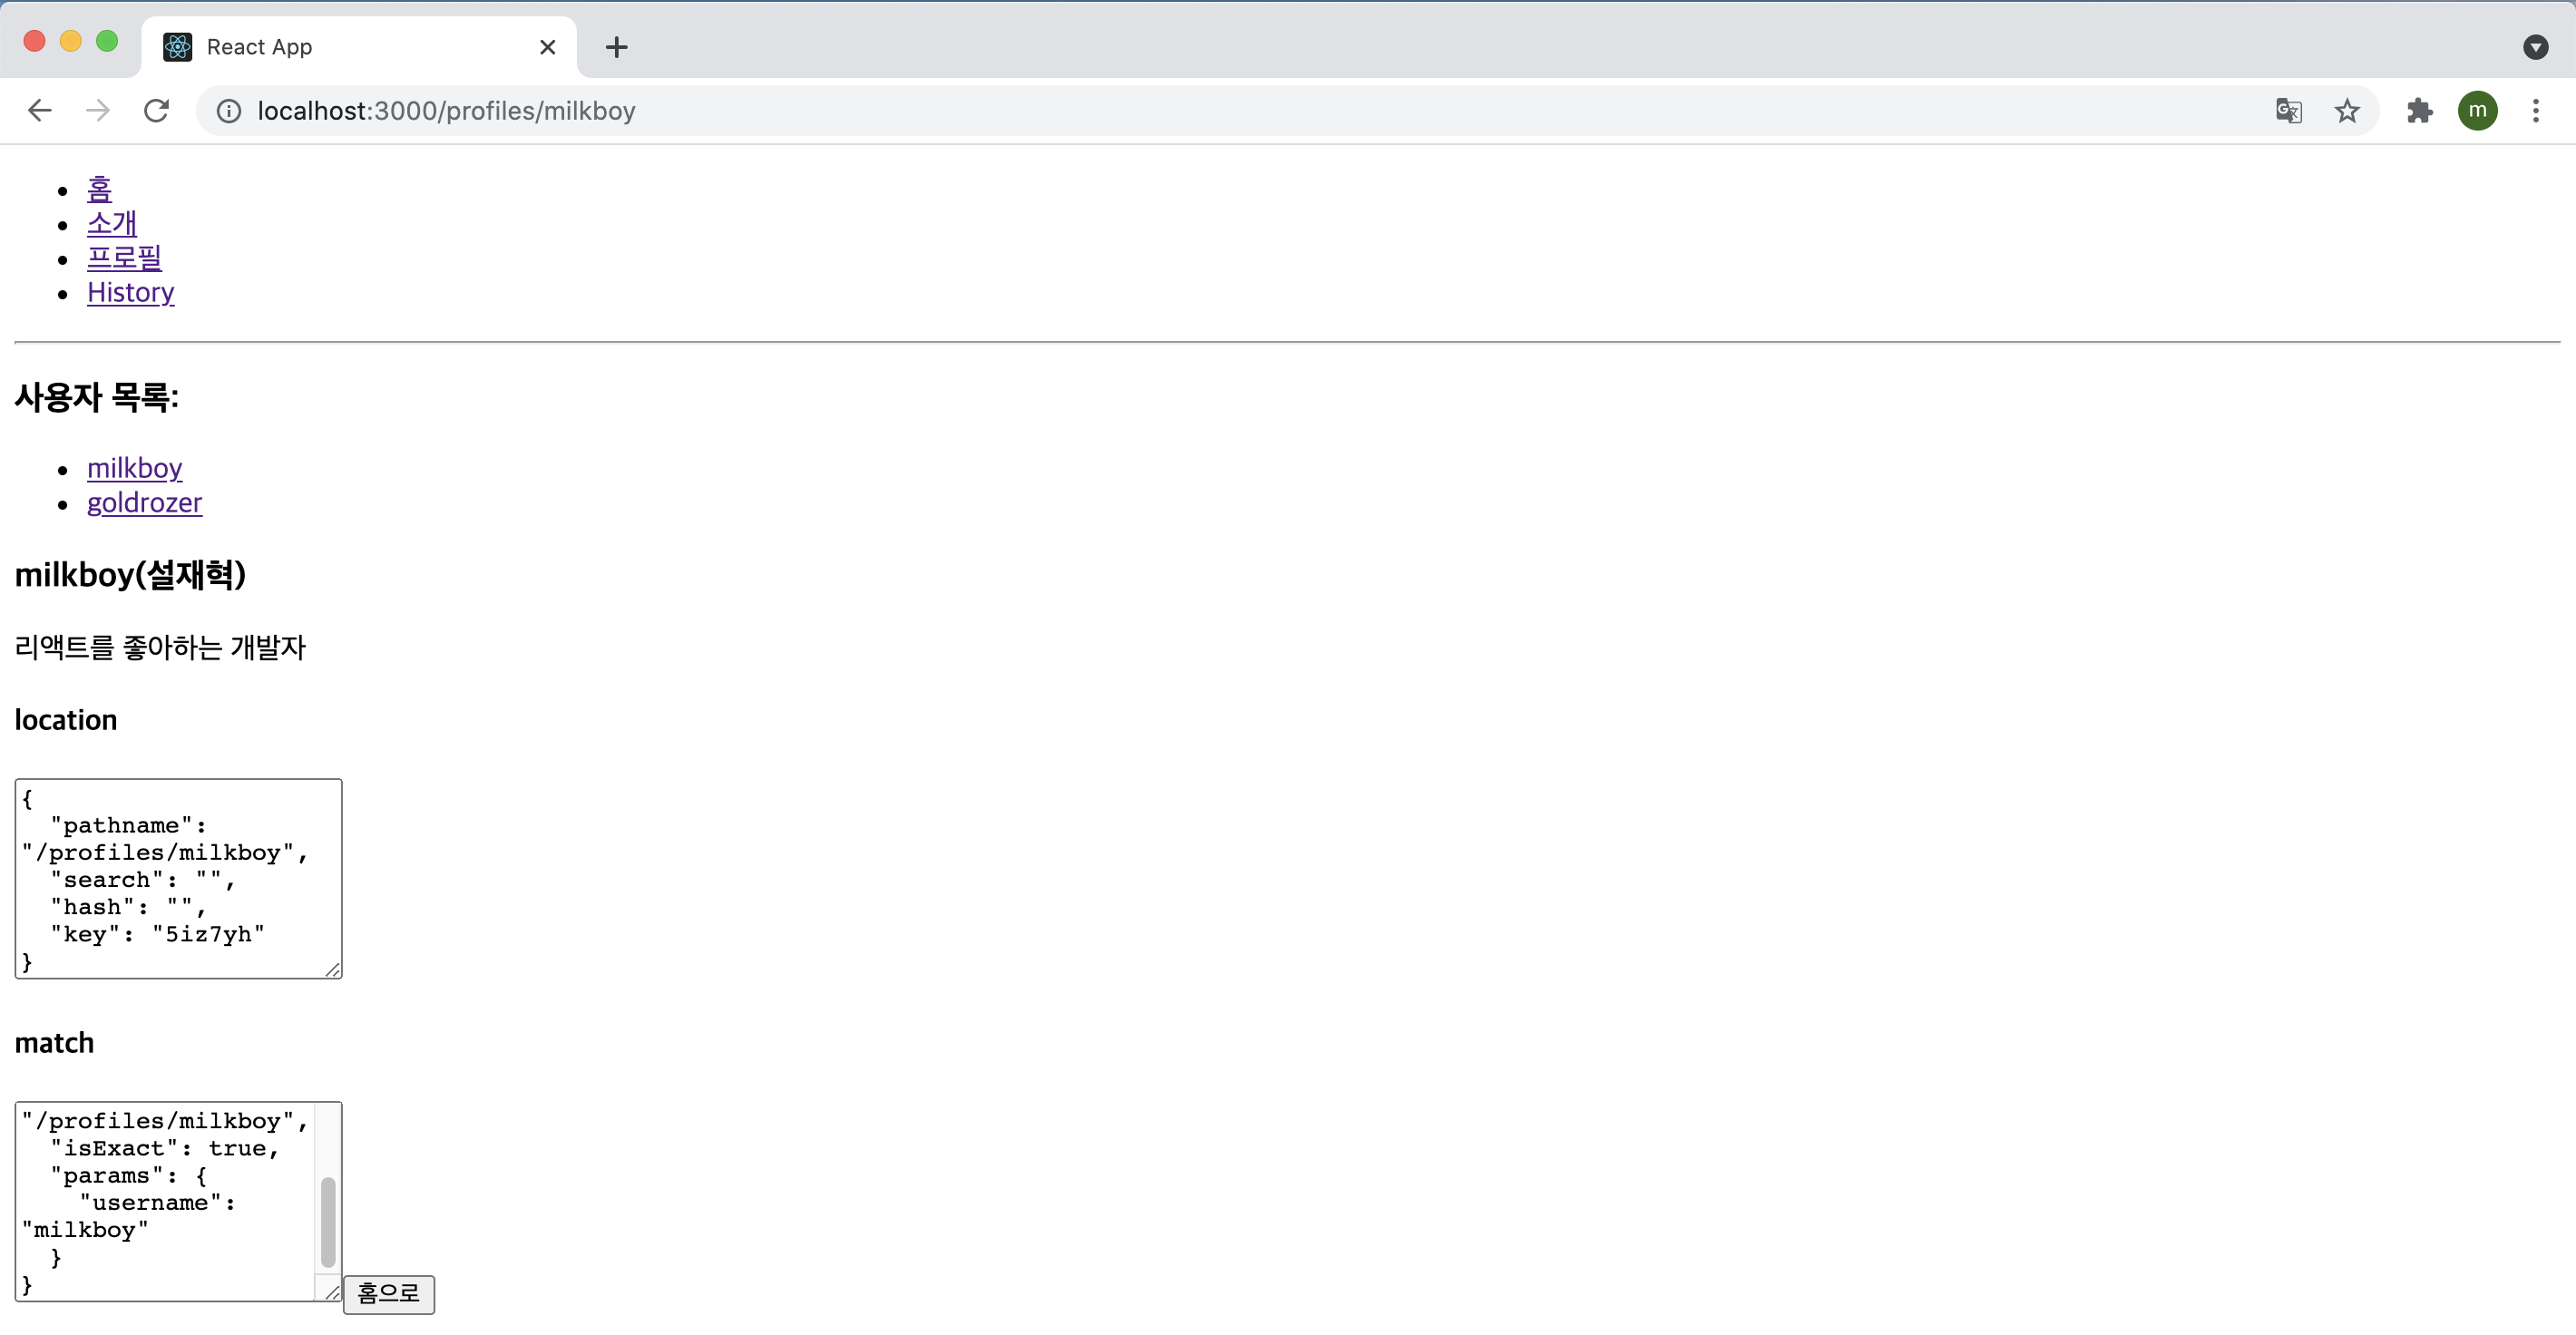 React App
localhost:3000/profiles/milkboy
m
홈
소개
프로필
History
사용자 목록:
milkboy
goldrozer
milkboy(설재혁)
리액트를 좋아하는 개발자
location
{
  "pathname":
"/profiles/milkboy",
  "search": "",
  "hash": "",
  "key": "5iz7yh"
}
match
"/profiles/milkboy",
  "isExact": true,
  "params": {
    "username":
"milkboy"
  }
}
홈으로